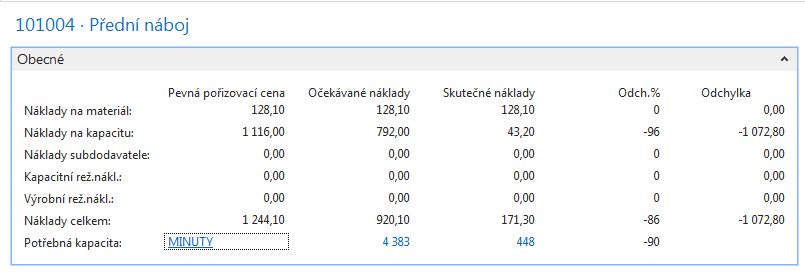 101004 · Přední náboj
Obecné
Pevná pořizovací cena Očekávané náklady Skutečné náklady Odch.% Odchylka
Náklady na materiál: 128,10 128,10 128,10 0 0,00
Náklady na kapacitu: 1 116,00 792,00 43,20 -96 -1 072,80
Náklady subdodavatele: 0,00 0,00 0,00 0 0,00
Kapacitní rež.nákl.: 0,00 0,00 0,00 0 0,00
Výrobní rež.nákl.: 0,00 0,00 0,00 0 0,00
Náklady celkem: 1 244,10 920,10 171,30 -86 -1 072,80
Potřebná kapacita: MINUTY 4 383 448 -90